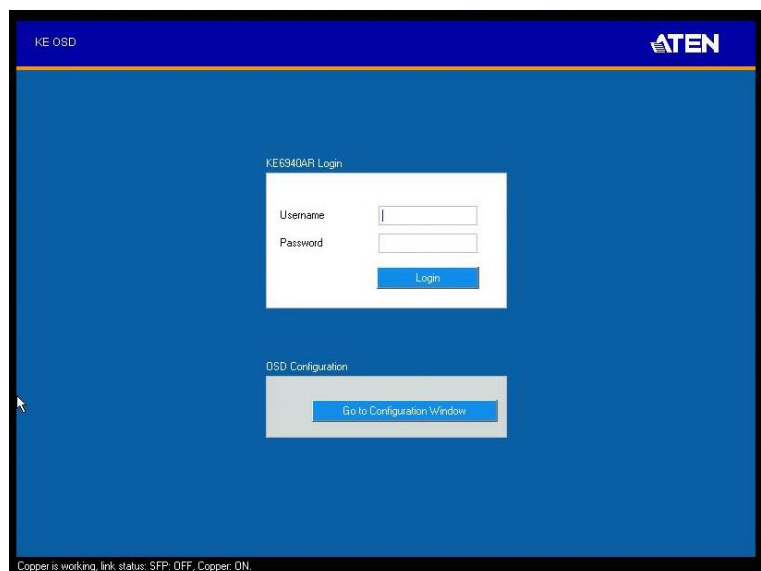 KE OSD
ATEN
KE6940AR Login
Username
Password
Login
OSD Configuration
Go to Configuration Window
Copper is working, link status: SFP: OFF, Copper: ON.